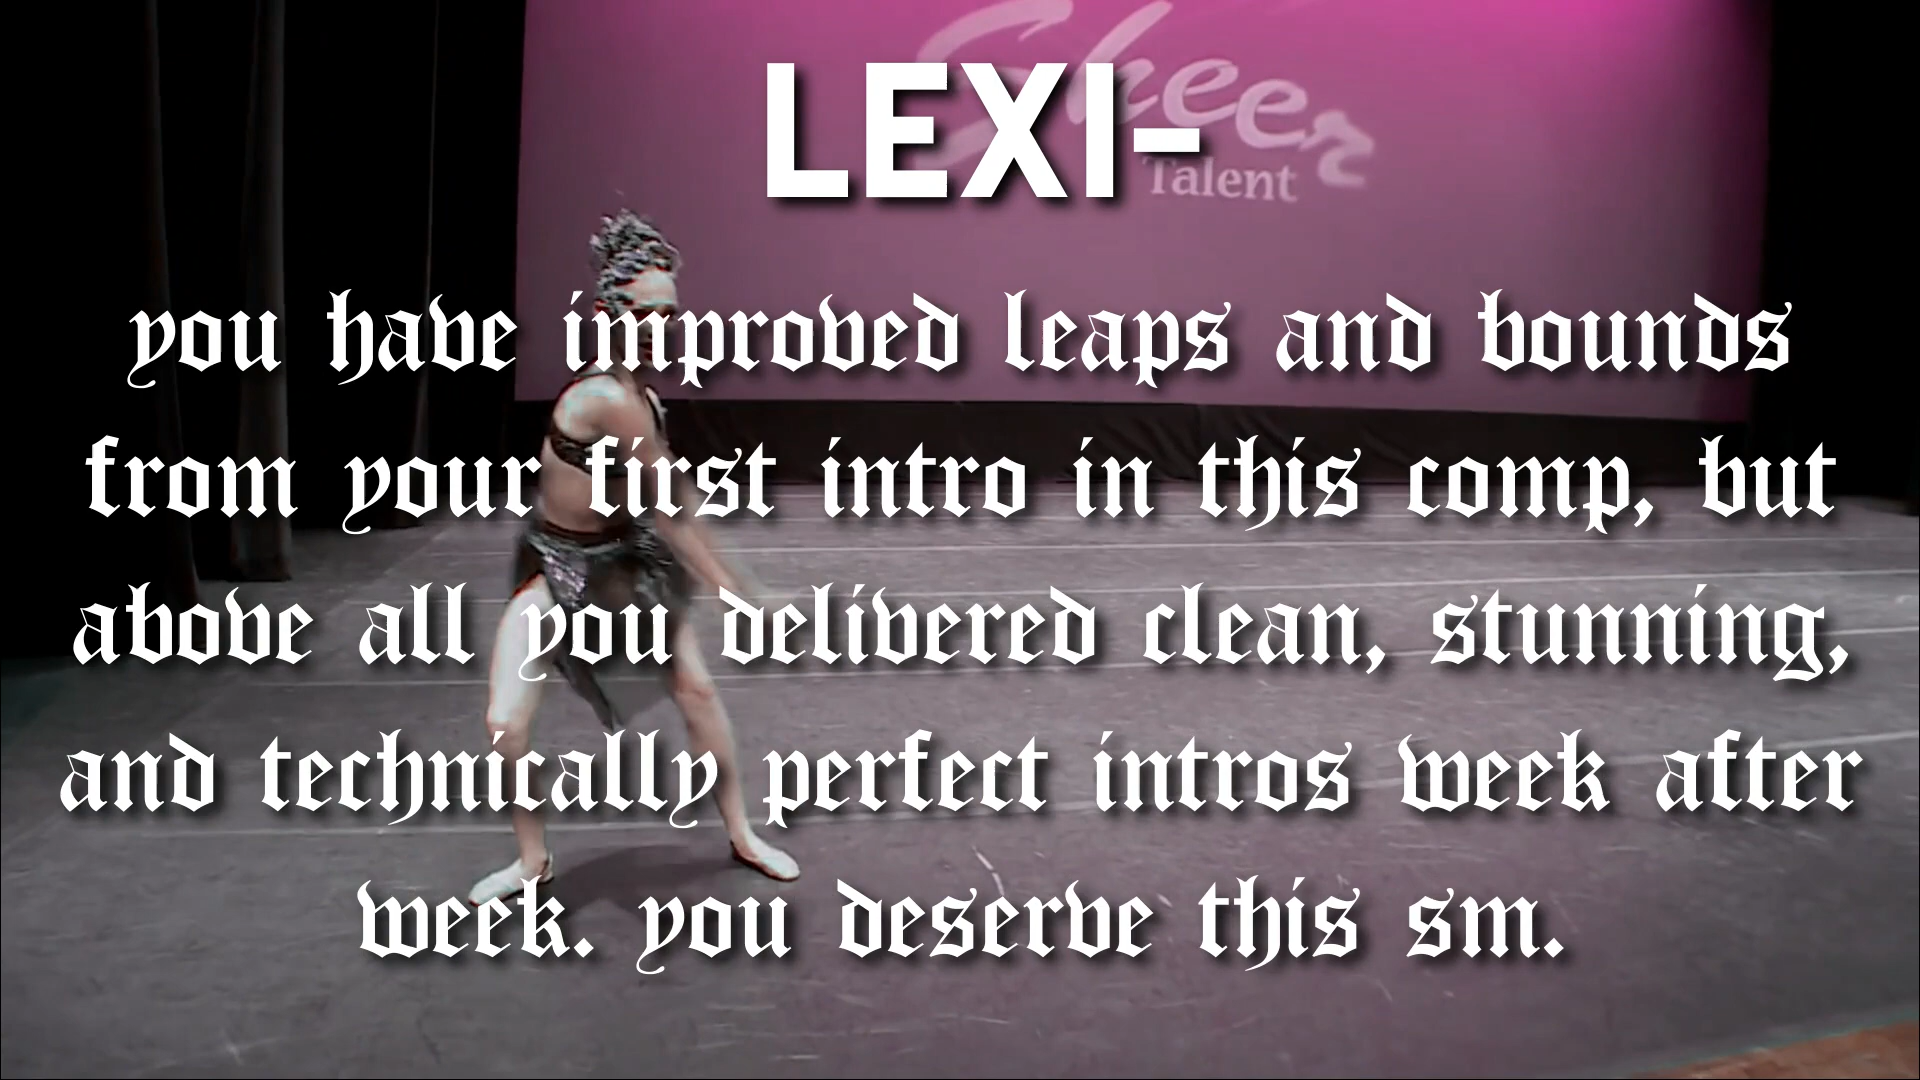 Sheer
Talent
LEXI-
you have improved leaps and bounds
from your first intro in this comp, but
above all you delivered clean, stunning,
and technically perfect intros week after
week. you deserve this sm.